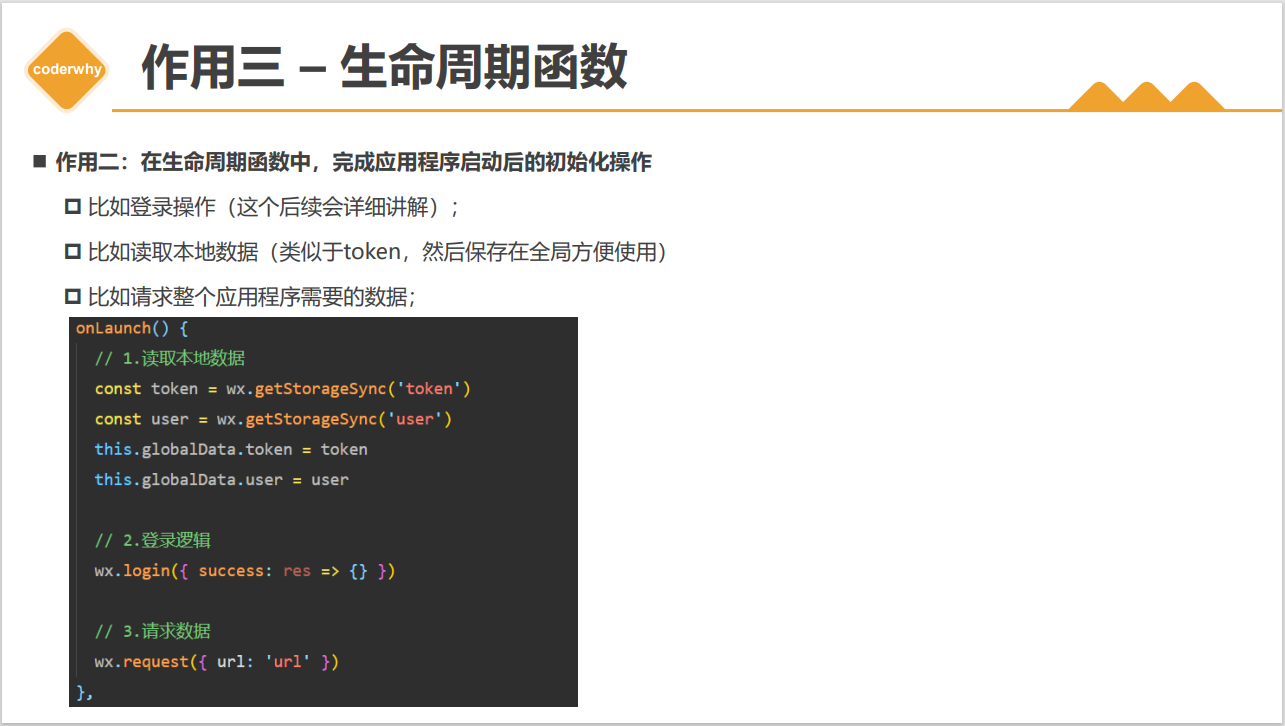 coderwhy
作用三 – 生命周期函数
作用二：在生命周期函数中，完成应用程序启动后的初始化操作
比如登录操作（这个后续会详细讲解）；
比如读取本地数据（类似于token，然后保存在全局方便使用）
比如请求整个应用程序需要的数据；
onLaunch() {
// 1.读取本地数据
const token = wx.getStorageSync('token')
const user = wx.getStorageSync('user')
this.globalData.token = token
this.globalData.user = user
// 2.登录逻辑
wx.login({ success: res => {} })
// 3.请求数据
wx.request({ url: 'url' })
},